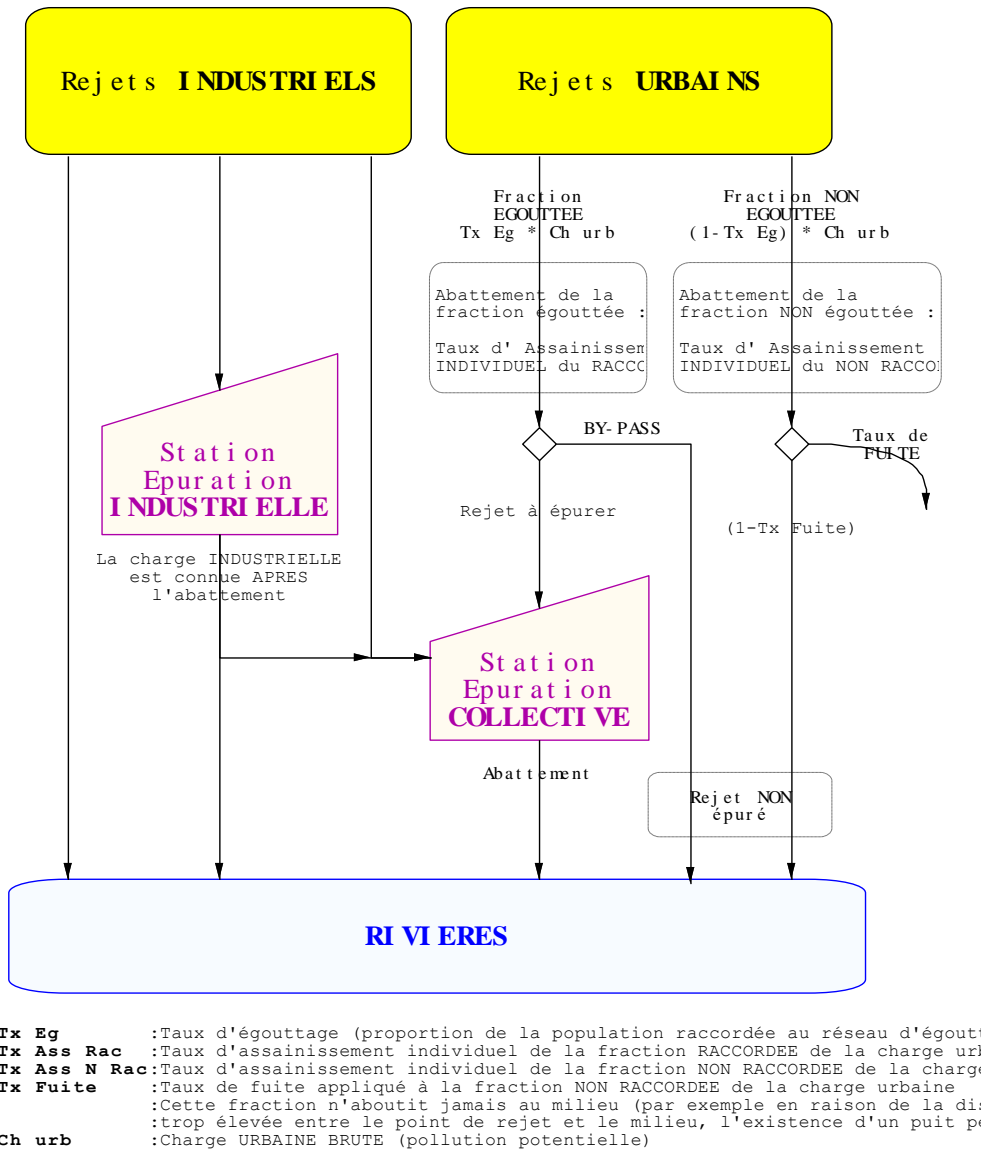 Rejets INDUSTRIELS
Rejets URBAINS
Fraction
EGOUTTEE
Tx Eg * Ch urb
Fraction NON
EGOUTTEE
(1-Tx Eg) * Ch urb
Abattement de la
fraction égouttée :
Taux d' Assainissem
INDIVIDUEL du RACCO
Abattement de la
fraction NON égouttée :
Taux d' Assainissement
INDIVIDUEL du NON RACCO
BY-PASS
Taux de
FUITE
Station
Epuration
INDUSTRIELLE
Rejet à épurer
(1-Tx Fuite)
La charge INDUSTRIELLE
est connue APRES
l'abattement
Station
Epuration
COLLECTIVE
Abattement
Rejet NON
épuré
RIVIERES
Tx Eg :Taux d'égouttage (proportion de la population raccordée au réseau d'égout
Tx Ass Rac :Taux d'assainissement individuel de la fraction RACCORDEE de la charge ur
Tx Ass N Rac:Taux d'assainissement individuel de la fraction NON RACCORDEE de la charge
Tx Fuite :Taux de fuite appliqué à la fraction NON RACCORDEE de la charge urbaine
:Cette fraction n'aboutit jamais au milieu (par exemple en raison de la dis
:trop élevée entre le point de rejet et le milieu, l'existence d'un puit pe
Ch urb :Charge URBAINE BRUTE (pollution potentielle)